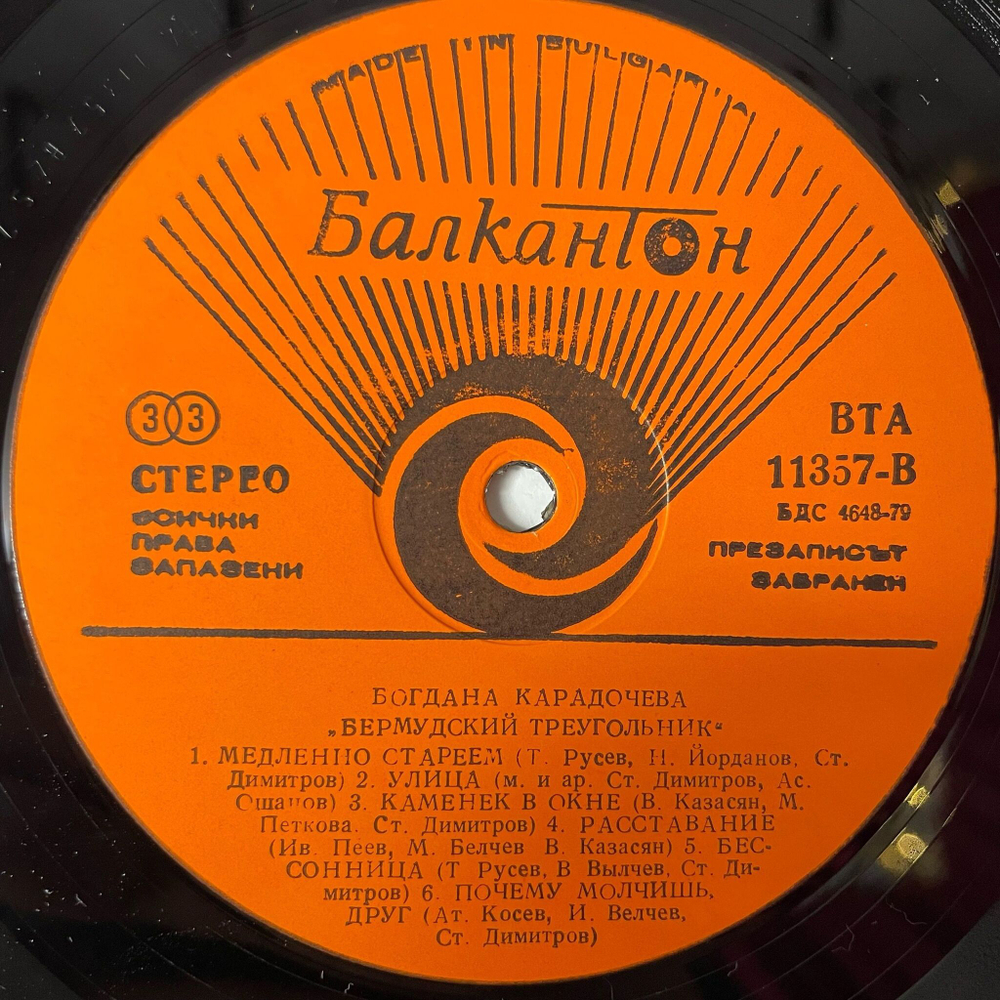 MADE IN BULGARIA
Балкантон
33
СТЕРЕО
ВСИЧКИ
ПРАВА
ЗАПАЗЕНИ
ВТА
11357-В
БДС 4648-79
ПРЕЗАПИСЪТ
ЗАБРАНЕН
БОГДАНА КАРАДОЧЕВА
„БЕРМУДСКИЙ ТРЕУГОЛЬНИК“
1. МЕДЛЕННО СТАРЕЕМ (Т. Русев, Н. Йорданов, Ст.
Димитров) 2. УЛИЦА (м. и ар. Ст. Димитров, Ас.
Ошанов) 3. КАМЕНЕК В ОКНЕ (В. Казасян, М.
Петкова. Ст. Димитров) 4. РАССТАВАНИЕ
(Ив. Пеев, М. Белчев В. Казасян) 5. БЕС-
СОННИЦА (Т Русев, В Вылчев, Ст. Ди-
митров) 6. ПОЧЕМУ МОЛЧИШЬ,
ДРУГ (Ат. Косев, И. Велчев,
Ст. Димитров)